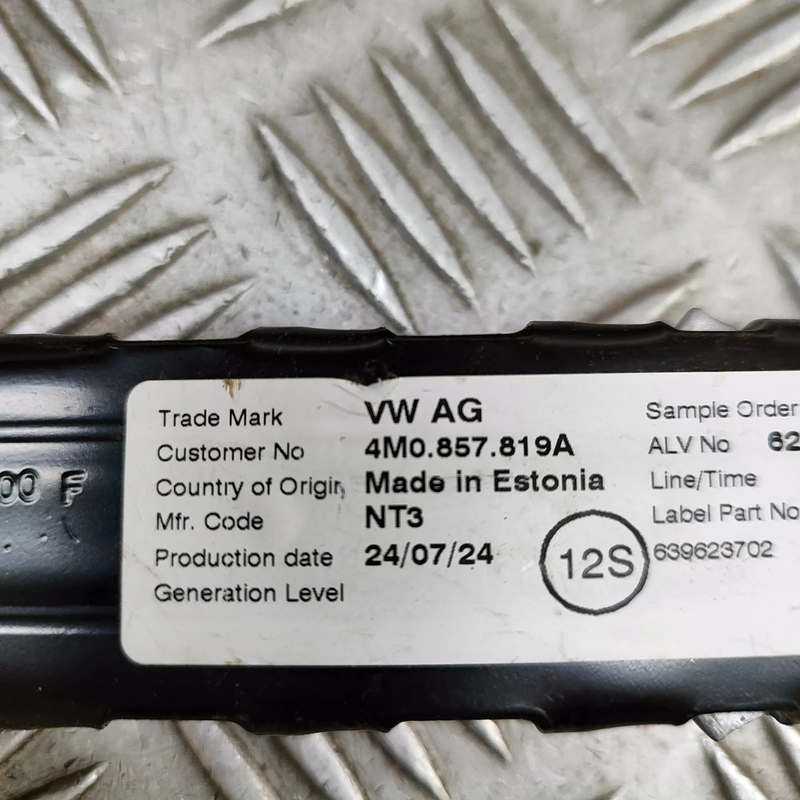 00 F
Trade Mark VW AG Sample Order
Customer No 4M0.857.819A ALV No 62
Country of Origin Made in Estonia Line/Time
Mfr. Code NT3 Label Part No
Production date 24/07/24 12S 639623702
Generation Level